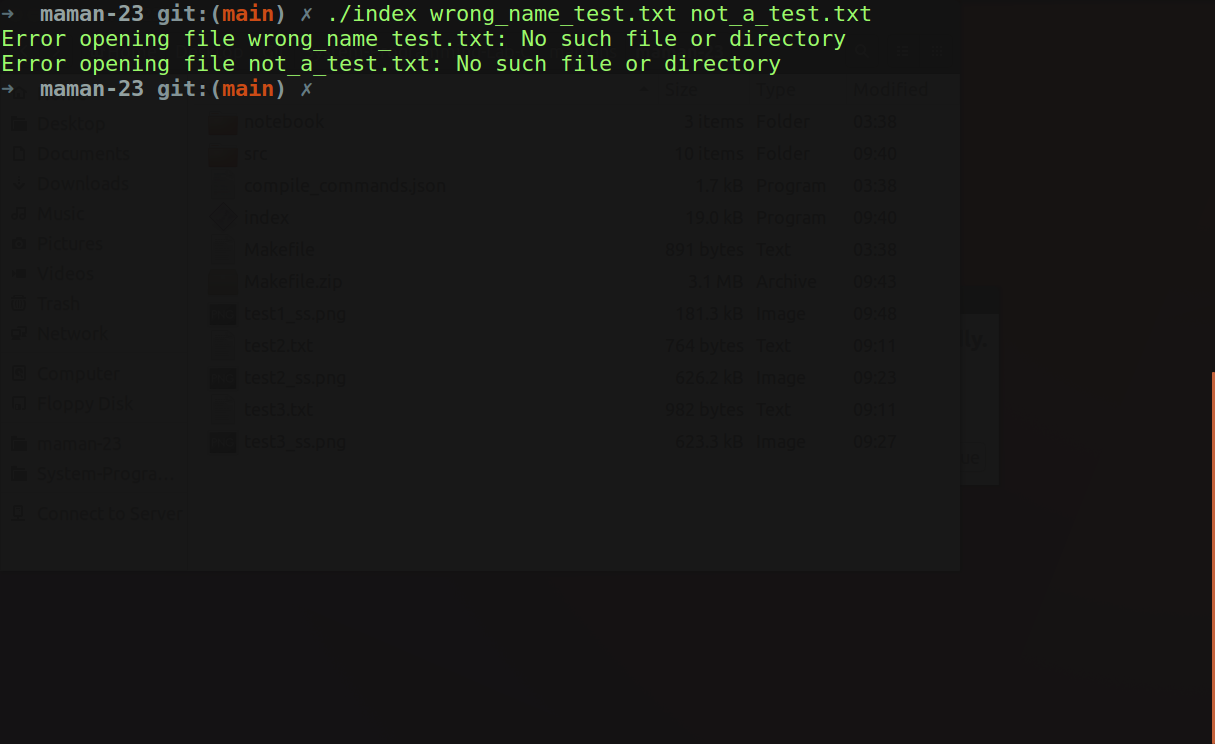 ➜  maman-23 git:(main) ✗ ./index wrong_name_test.txt not_a_test.txt
Error opening file wrong_name_test.txt: No such file or directory
Error opening file not_a_test.txt: No such file or directory
➜  maman-23 git:(main) ✗
Size Type Modified
Desktop
Documents
Downloads
Music
Pictures
Videos
Trash
Network
Computer
Floppy Disk
maman-23
System-Progra...
Connect to Server
notebook 3 items Folder 03:38
src 10 items Folder 09:40
compile_commands.json 1.7 kB Program 03:38
index 19.0 kB Program 09:40
Makefile 891 bytes Text 03:38
Makefile.zip 3.1 MB Archive 09:43
test1_ss.png 181.3 kB Image 09:48
test2.txt 764 bytes Text 09:11
test2_ss.png 626.2 kB Image 09:23
test3.txt 982 bytes Text 09:11
test3_ss.png 623.3 kB Image 09:27